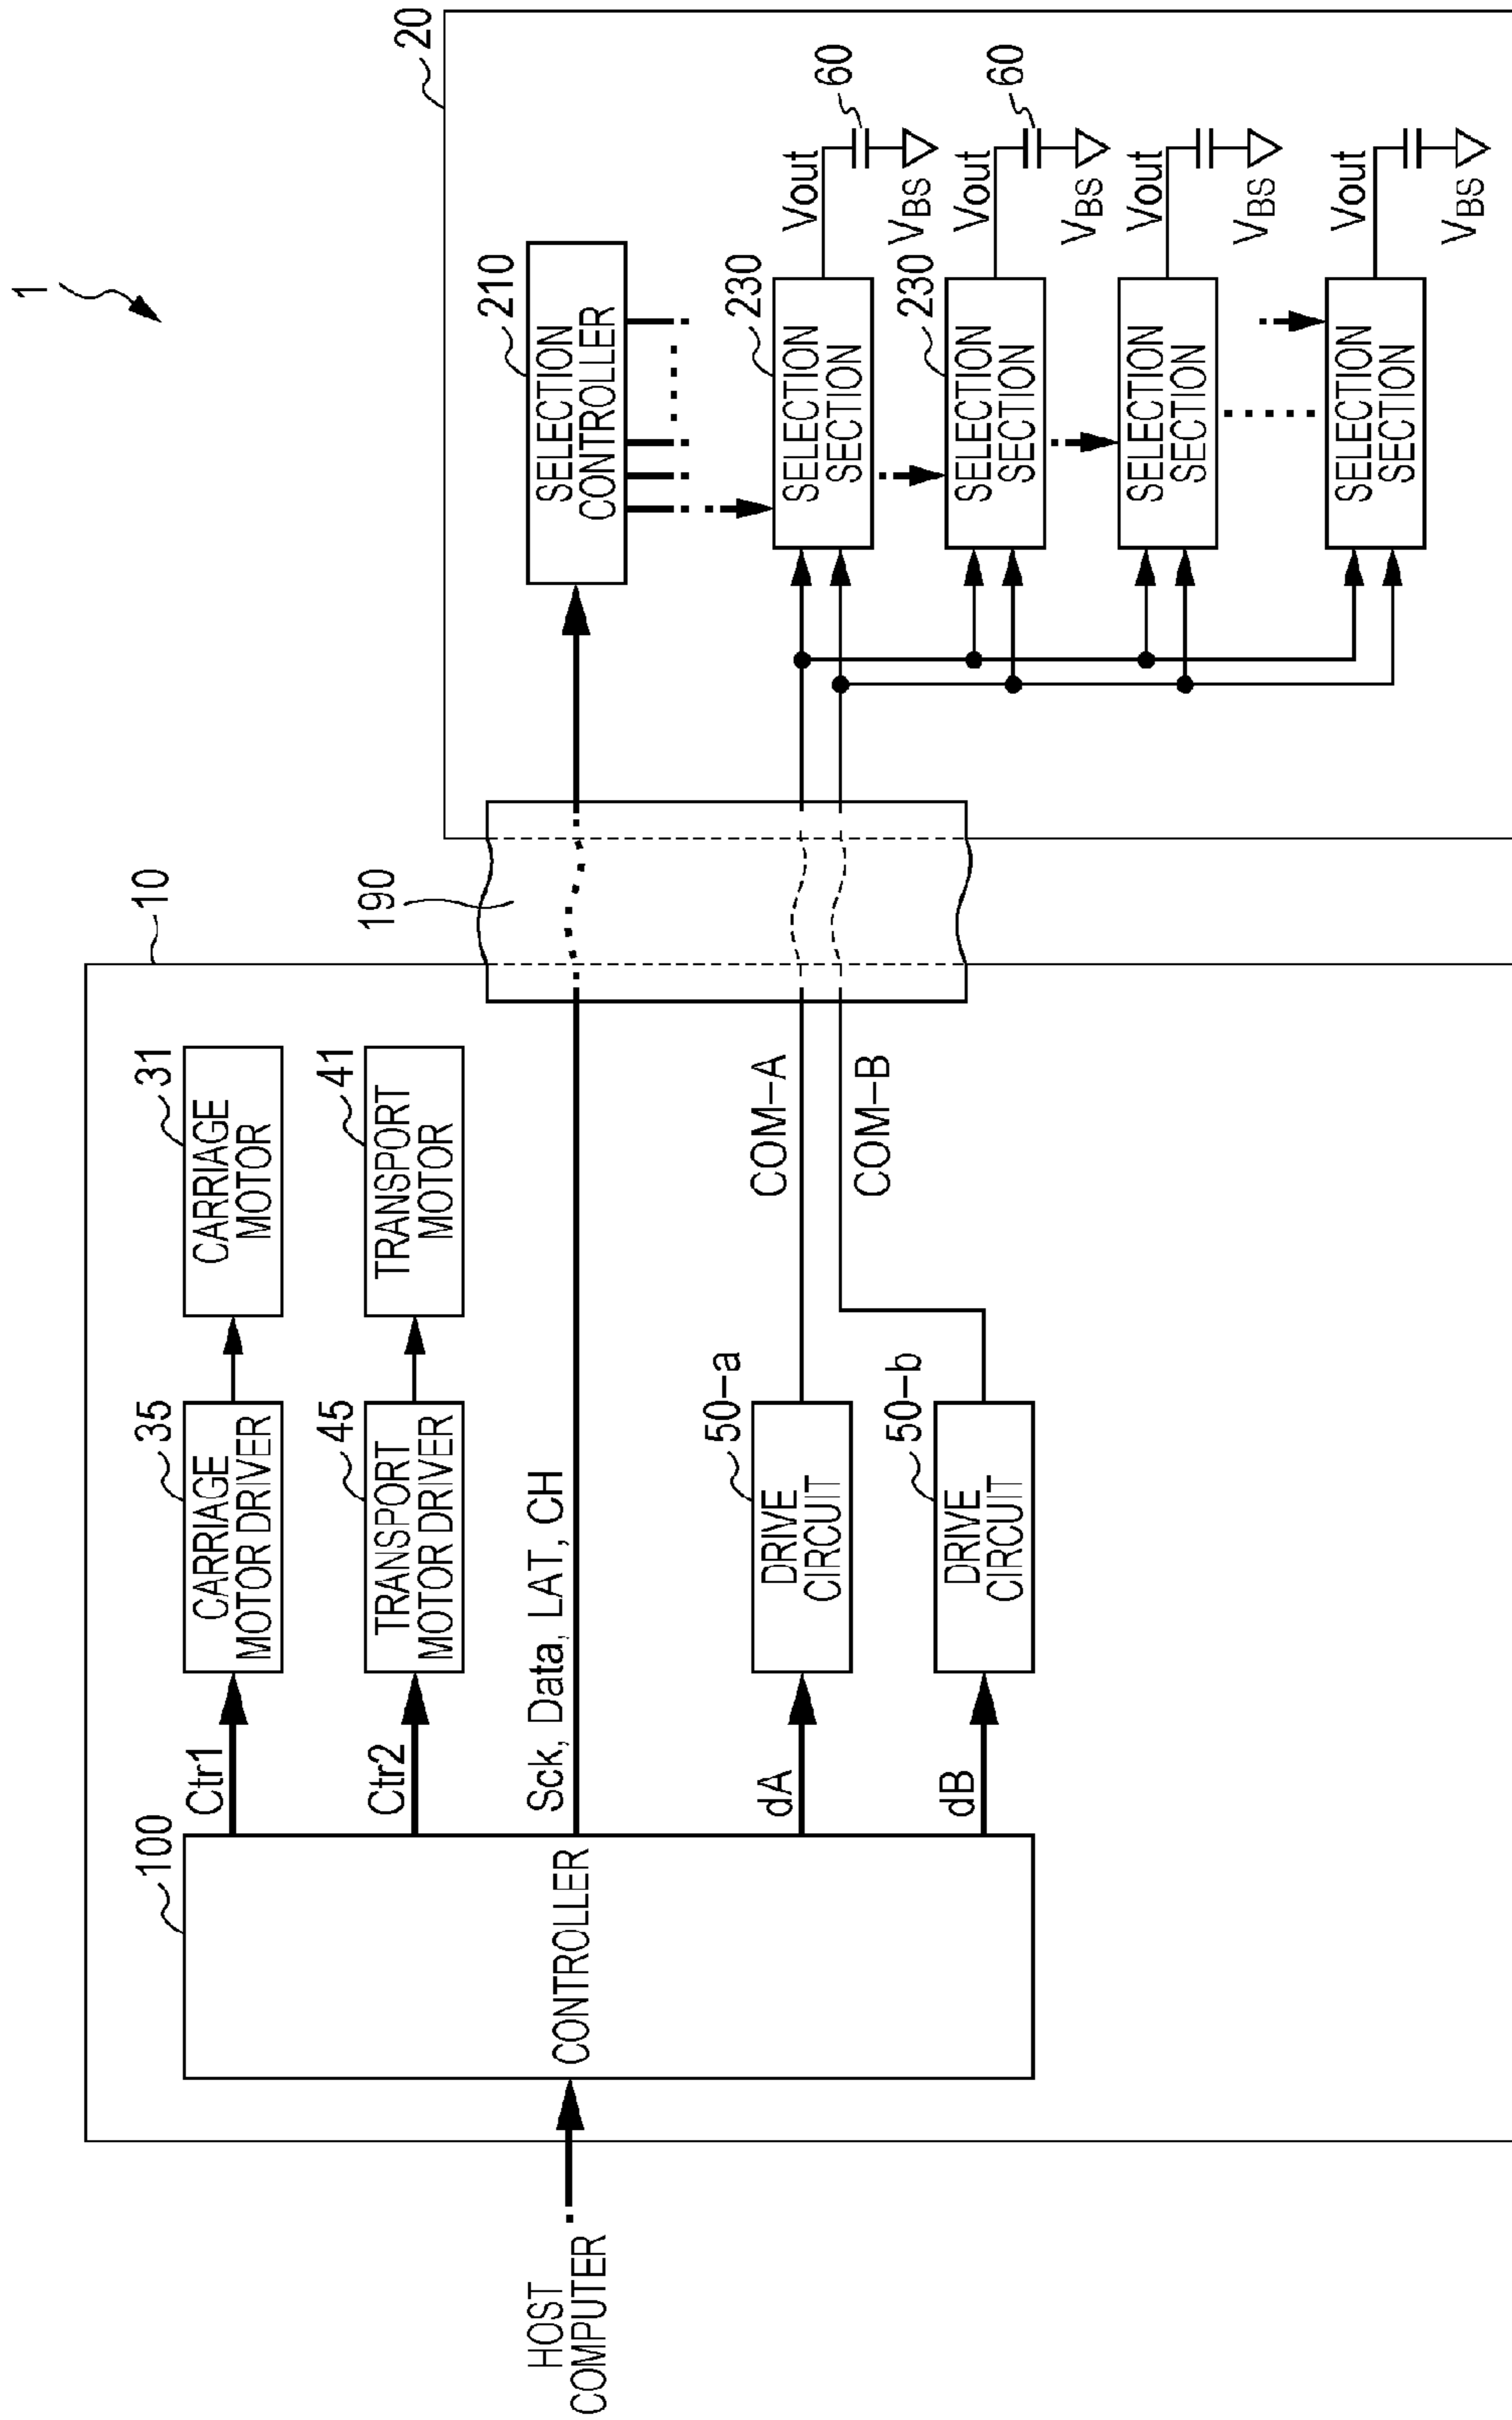 1
10
20
100
Ctr1
35
CARRIAGE
MOTOR DRIVER
31
CARRIAGE
MOTOR
Ctr2
45
TRANSPORT
MOTOR DRIVER
41
TRANSPORT
MOTOR
190
210
SELECTION
CONTROLLER
HOST
COMPUTER
CONTROLLER
Sck, Data, LAT, CH
dA
50-a
DRIVE
CIRCUIT
COM-A
dB
50-b
DRIVE
CIRCUIT
COM-B
230
SELECTION
SECTION
Vout
60
VBS
230
SELECTION
SECTION
Vout
60
VBS
SELECTION
SECTION
Vout
VBS
SELECTION
SECTION
Vout
VBS